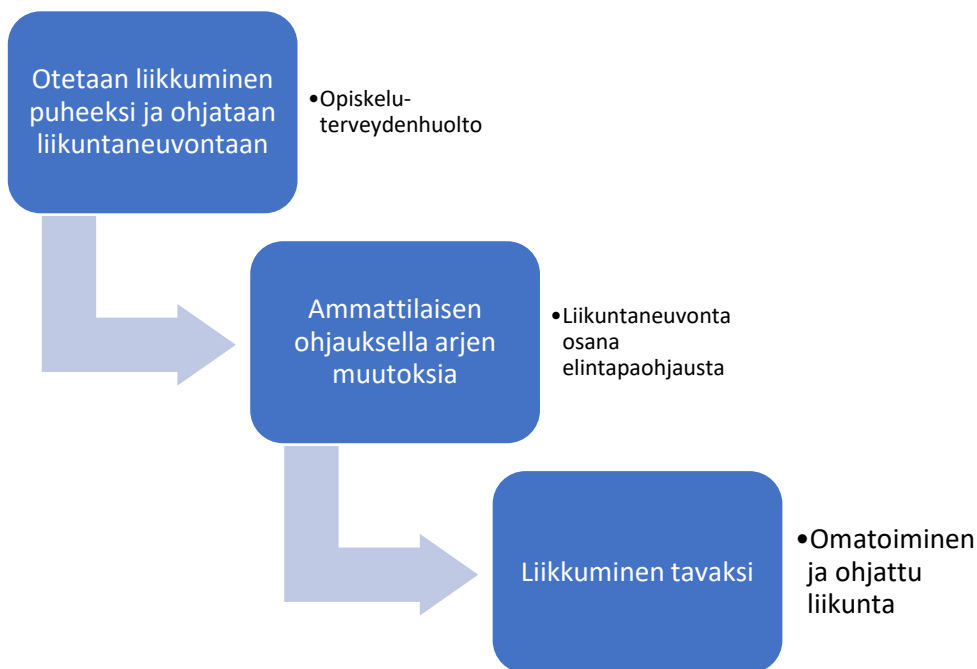 Otetaan liikkuminen
puheeksi ja ohjataan
liikuntaneuvontaan
•Opiskelu-
terveydenhuolto
Ammattilaisen
ohjauksella arjen
muutoksia
•Liikuntaneuvonta
osana
elintapaohjausta
Liikkuminen tavaksi
•Omatoiminen
ja ohjattu
liikunta